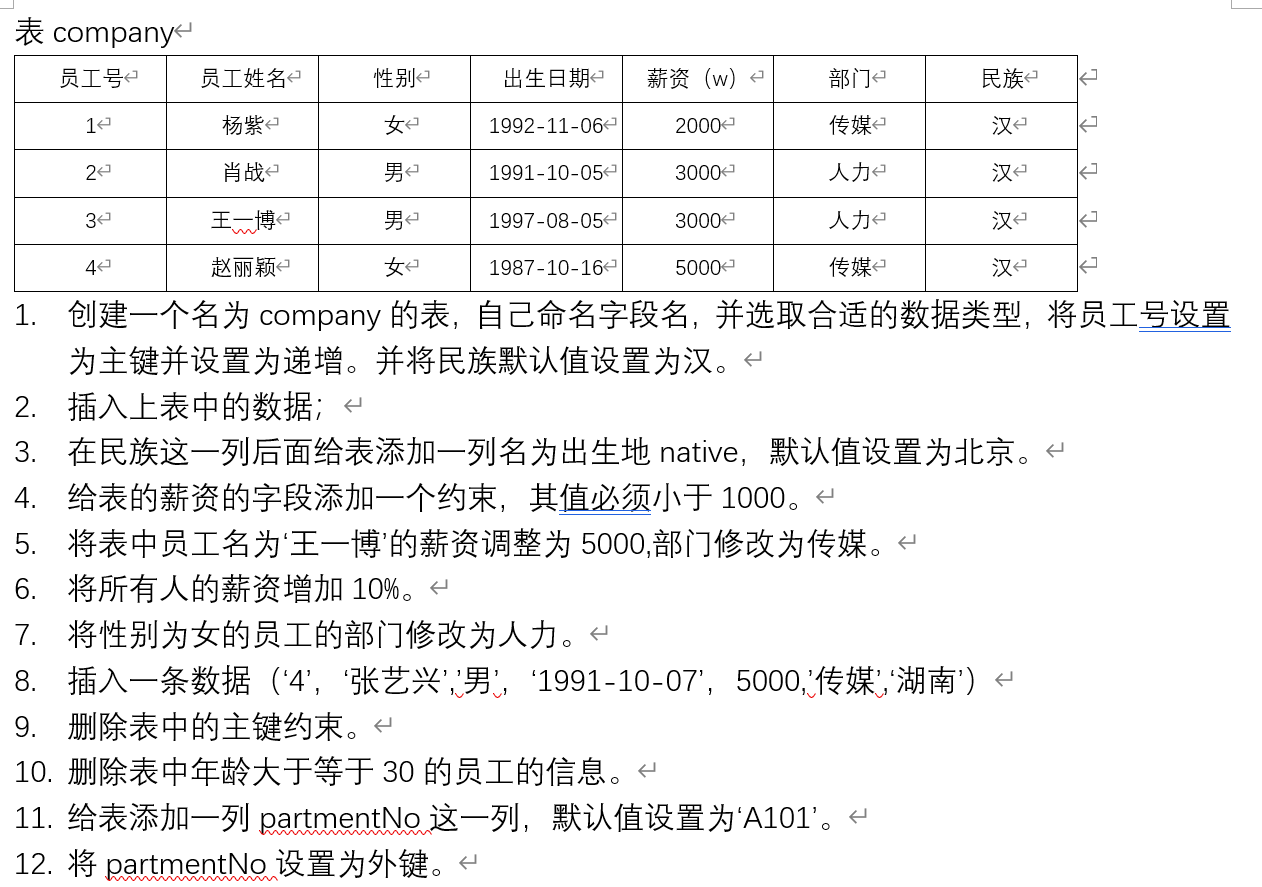 表 company
员工号 员工姓名 性别 出生日期 薪资（w） 部门 民族
1 杨紫 女 1992-11-06 2000 传媒 汉
2 肖战 男 1991-10-05 3000 人力 汉
3 王一博 男 1997-08-05 3000 人力 汉
4 赵丽颖 女 1987-10-16 5000 传媒 汉
1. 创建一个名为 company 的表，自己命名字段名，并选取合适的数据类型，将员工号设置
为主键并设置为递增。并将民族默认值设置为汉。
2. 插入上表中的数据；
3. 在民族这一列后面给表添加一列名为出生地 native，默认值设置为北京。
4. 给表的薪资的字段添加一个约束，其值必须小于 1000。
5. 将表中员工名为‘王一博’的薪资调整为 5000,部门修改为传媒。
6. 将所有人的薪资增加 10%。
7. 将性别为女的员工的部门修改为人力。
8. 插入一条数据（‘4’，‘张艺兴’,’男’，‘1991-10-07’，5000,’传媒’,‘湖南’）
9. 删除表中的主键约束。
10. 删除表中年龄大于等于 30 的员工的信息。
11. 给表添加一列 partmentNo 这一列，默认值设置为‘A101’。
12. 将 partmentNo 设置为外键。